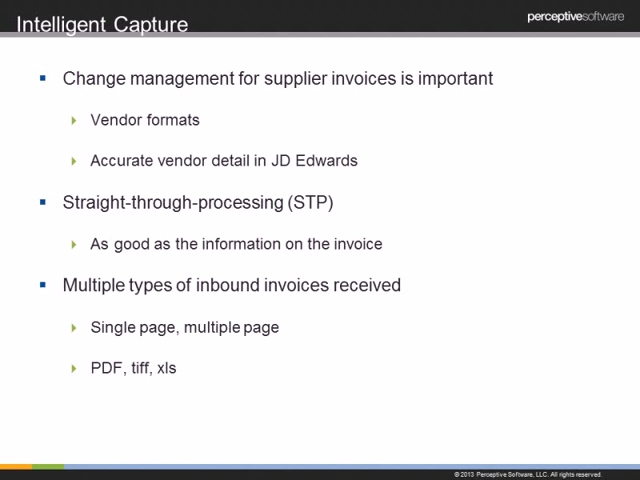 Intelligent Capture
perceptivesoftware
Change management for supplier invoices is important
Vendor formats
Accurate vendor detail in JD Edwards
Straight-through-processing (STP)
As good as the information on the invoice
Multiple types of inbound invoices received
Single page, multiple page
PDF, tiff, xls
© 2013 Perceptive Software, LLC. All rights reserved